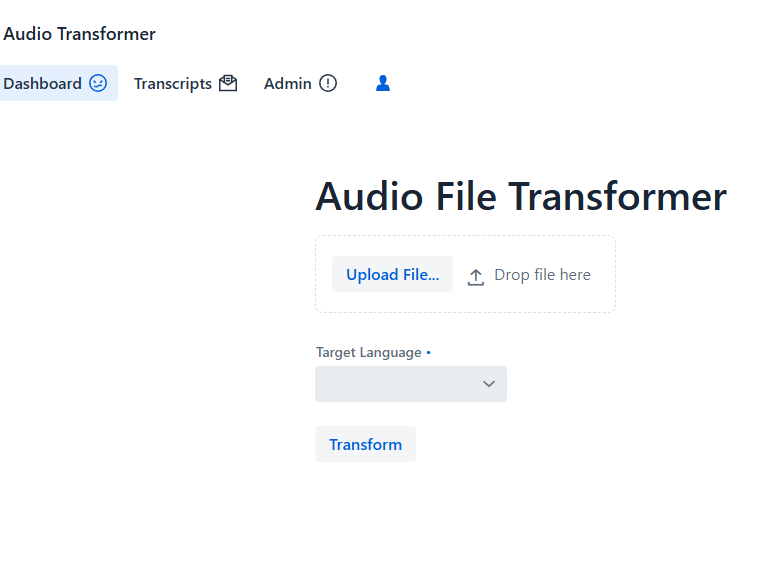 Audio Transformer
Dashboard Transcripts Admin
Audio File Transformer
Upload File... Drop file here
Target Language •
Transform